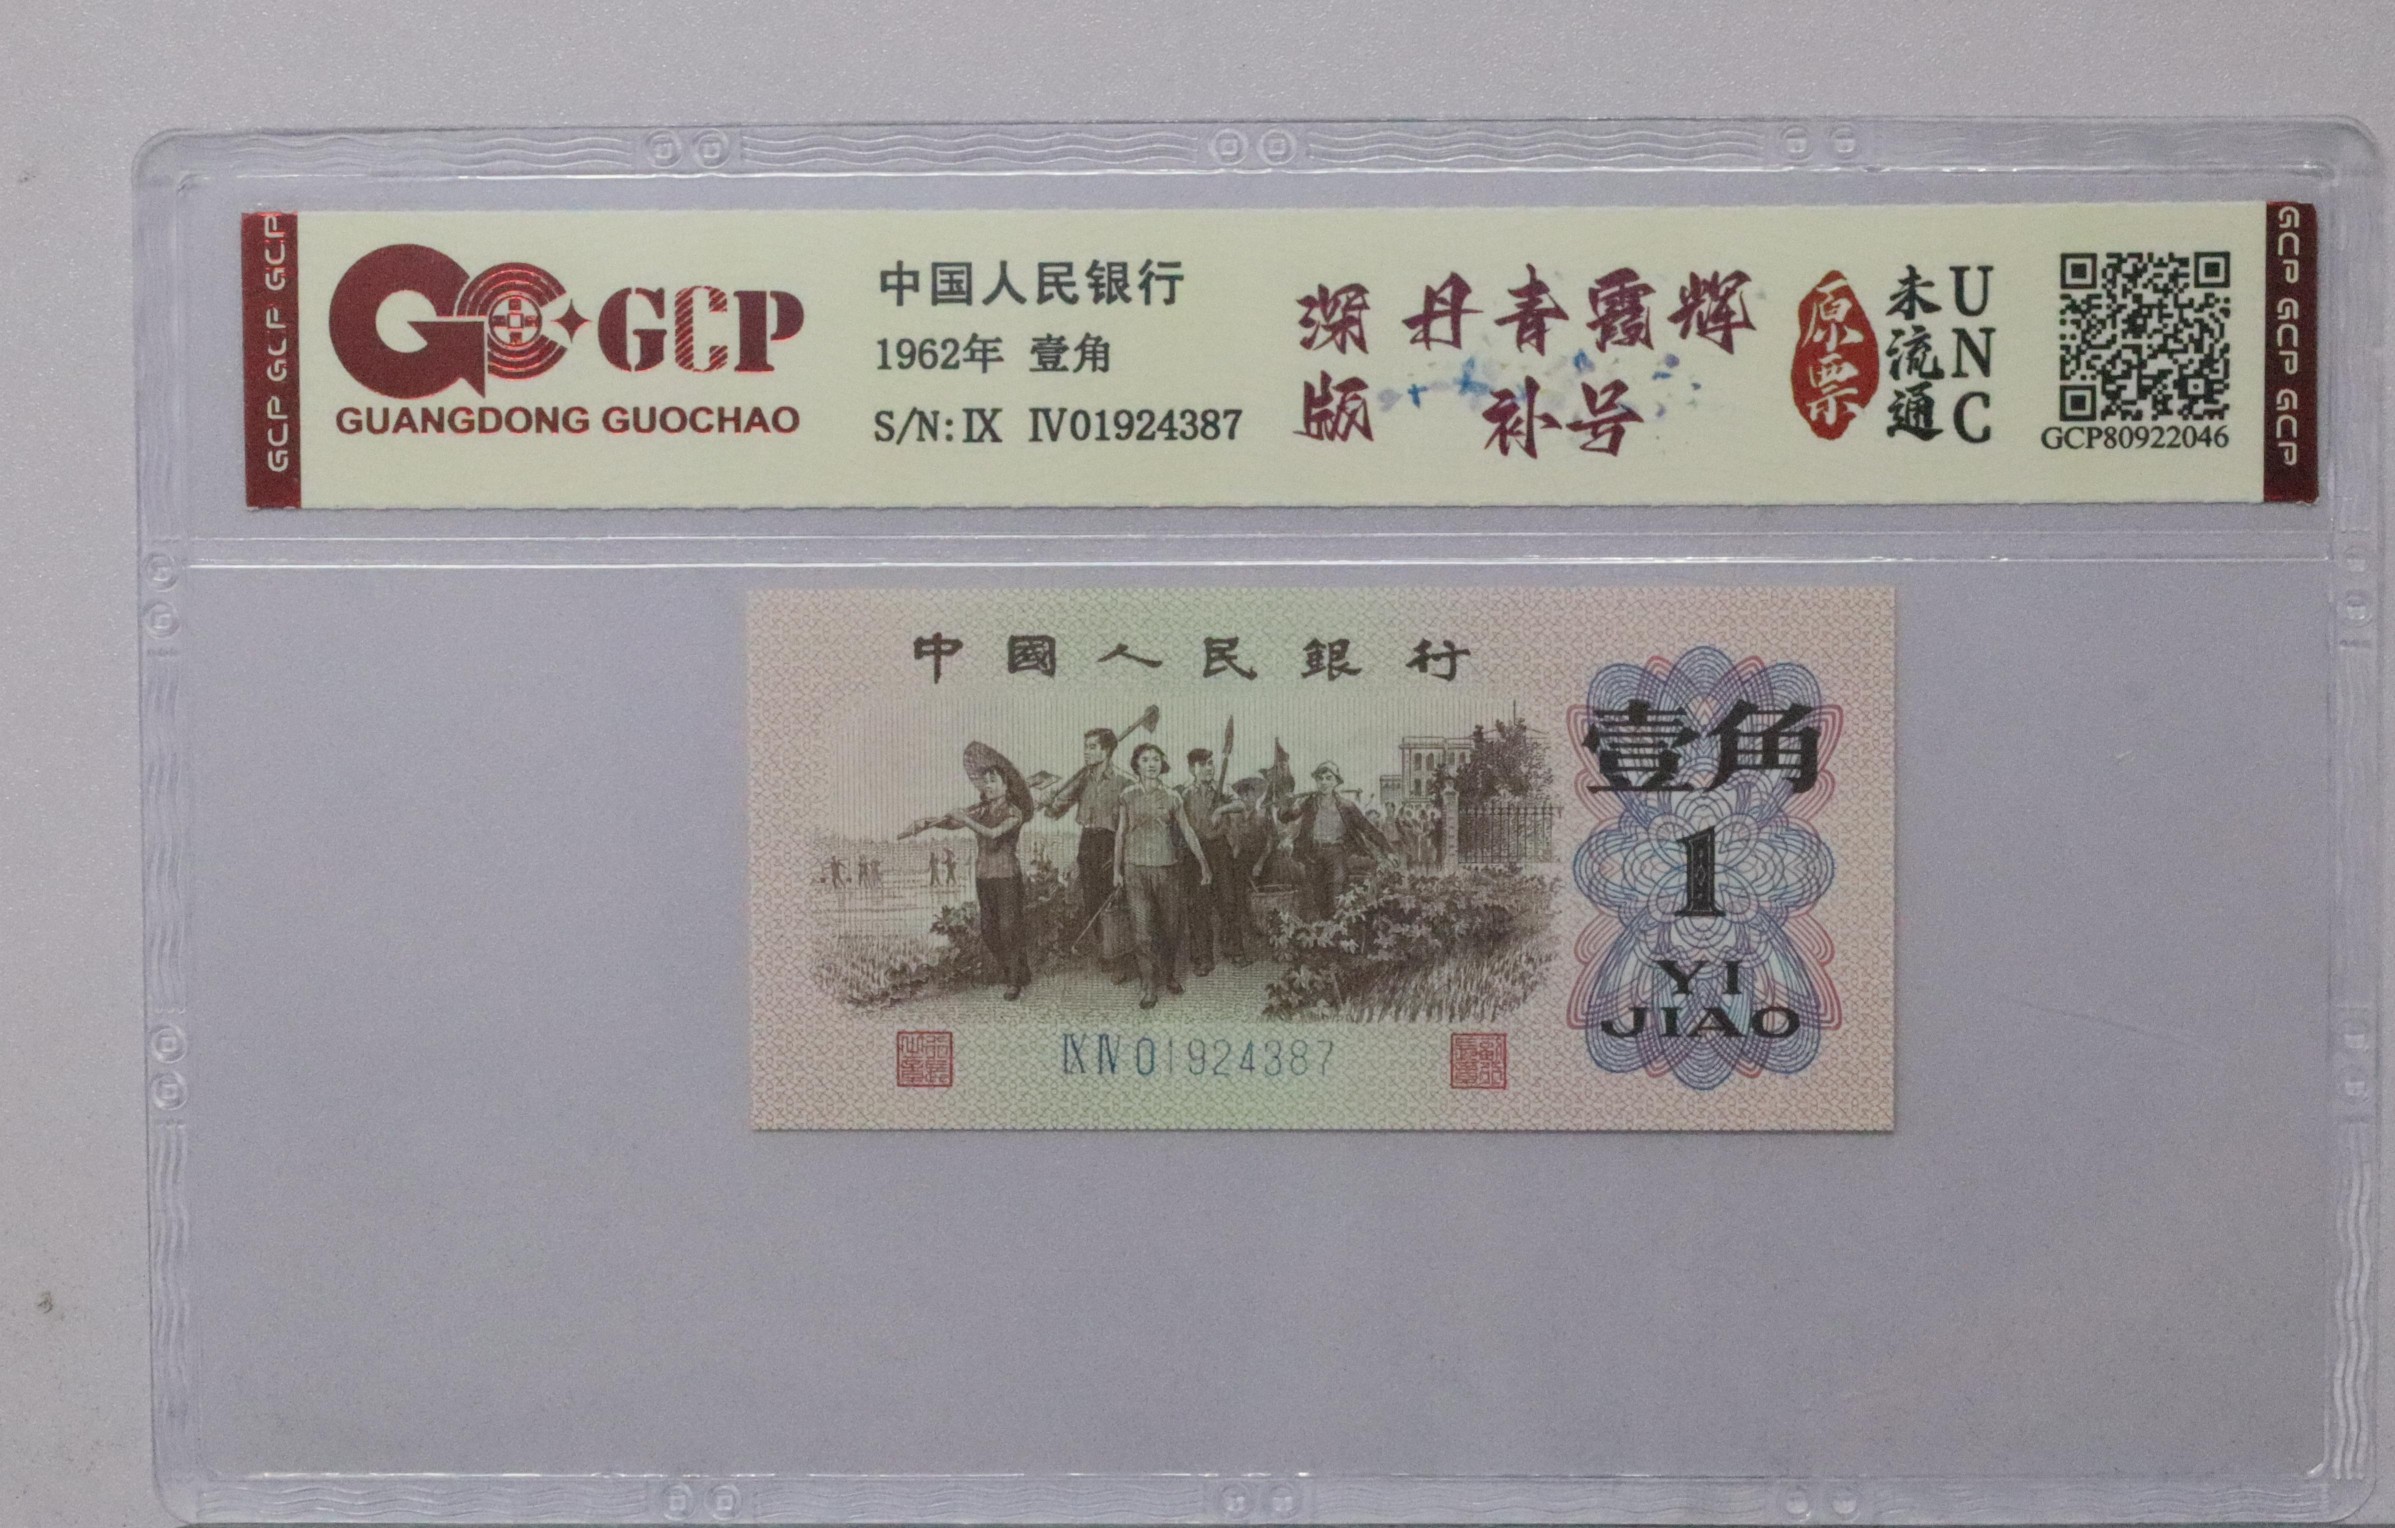 GCP GCP GCP
GCP
GUANGDONG GUOCHAO
中国人民银行
1962年 壹角
S/N: IX IV01924387
深版
丹青霞辉
补号
原票
未流通
UNC
GCP80922046
GCP GCP GCP
中國人民銀行
壹角
1
YI
JIAO
IX IV 01924387